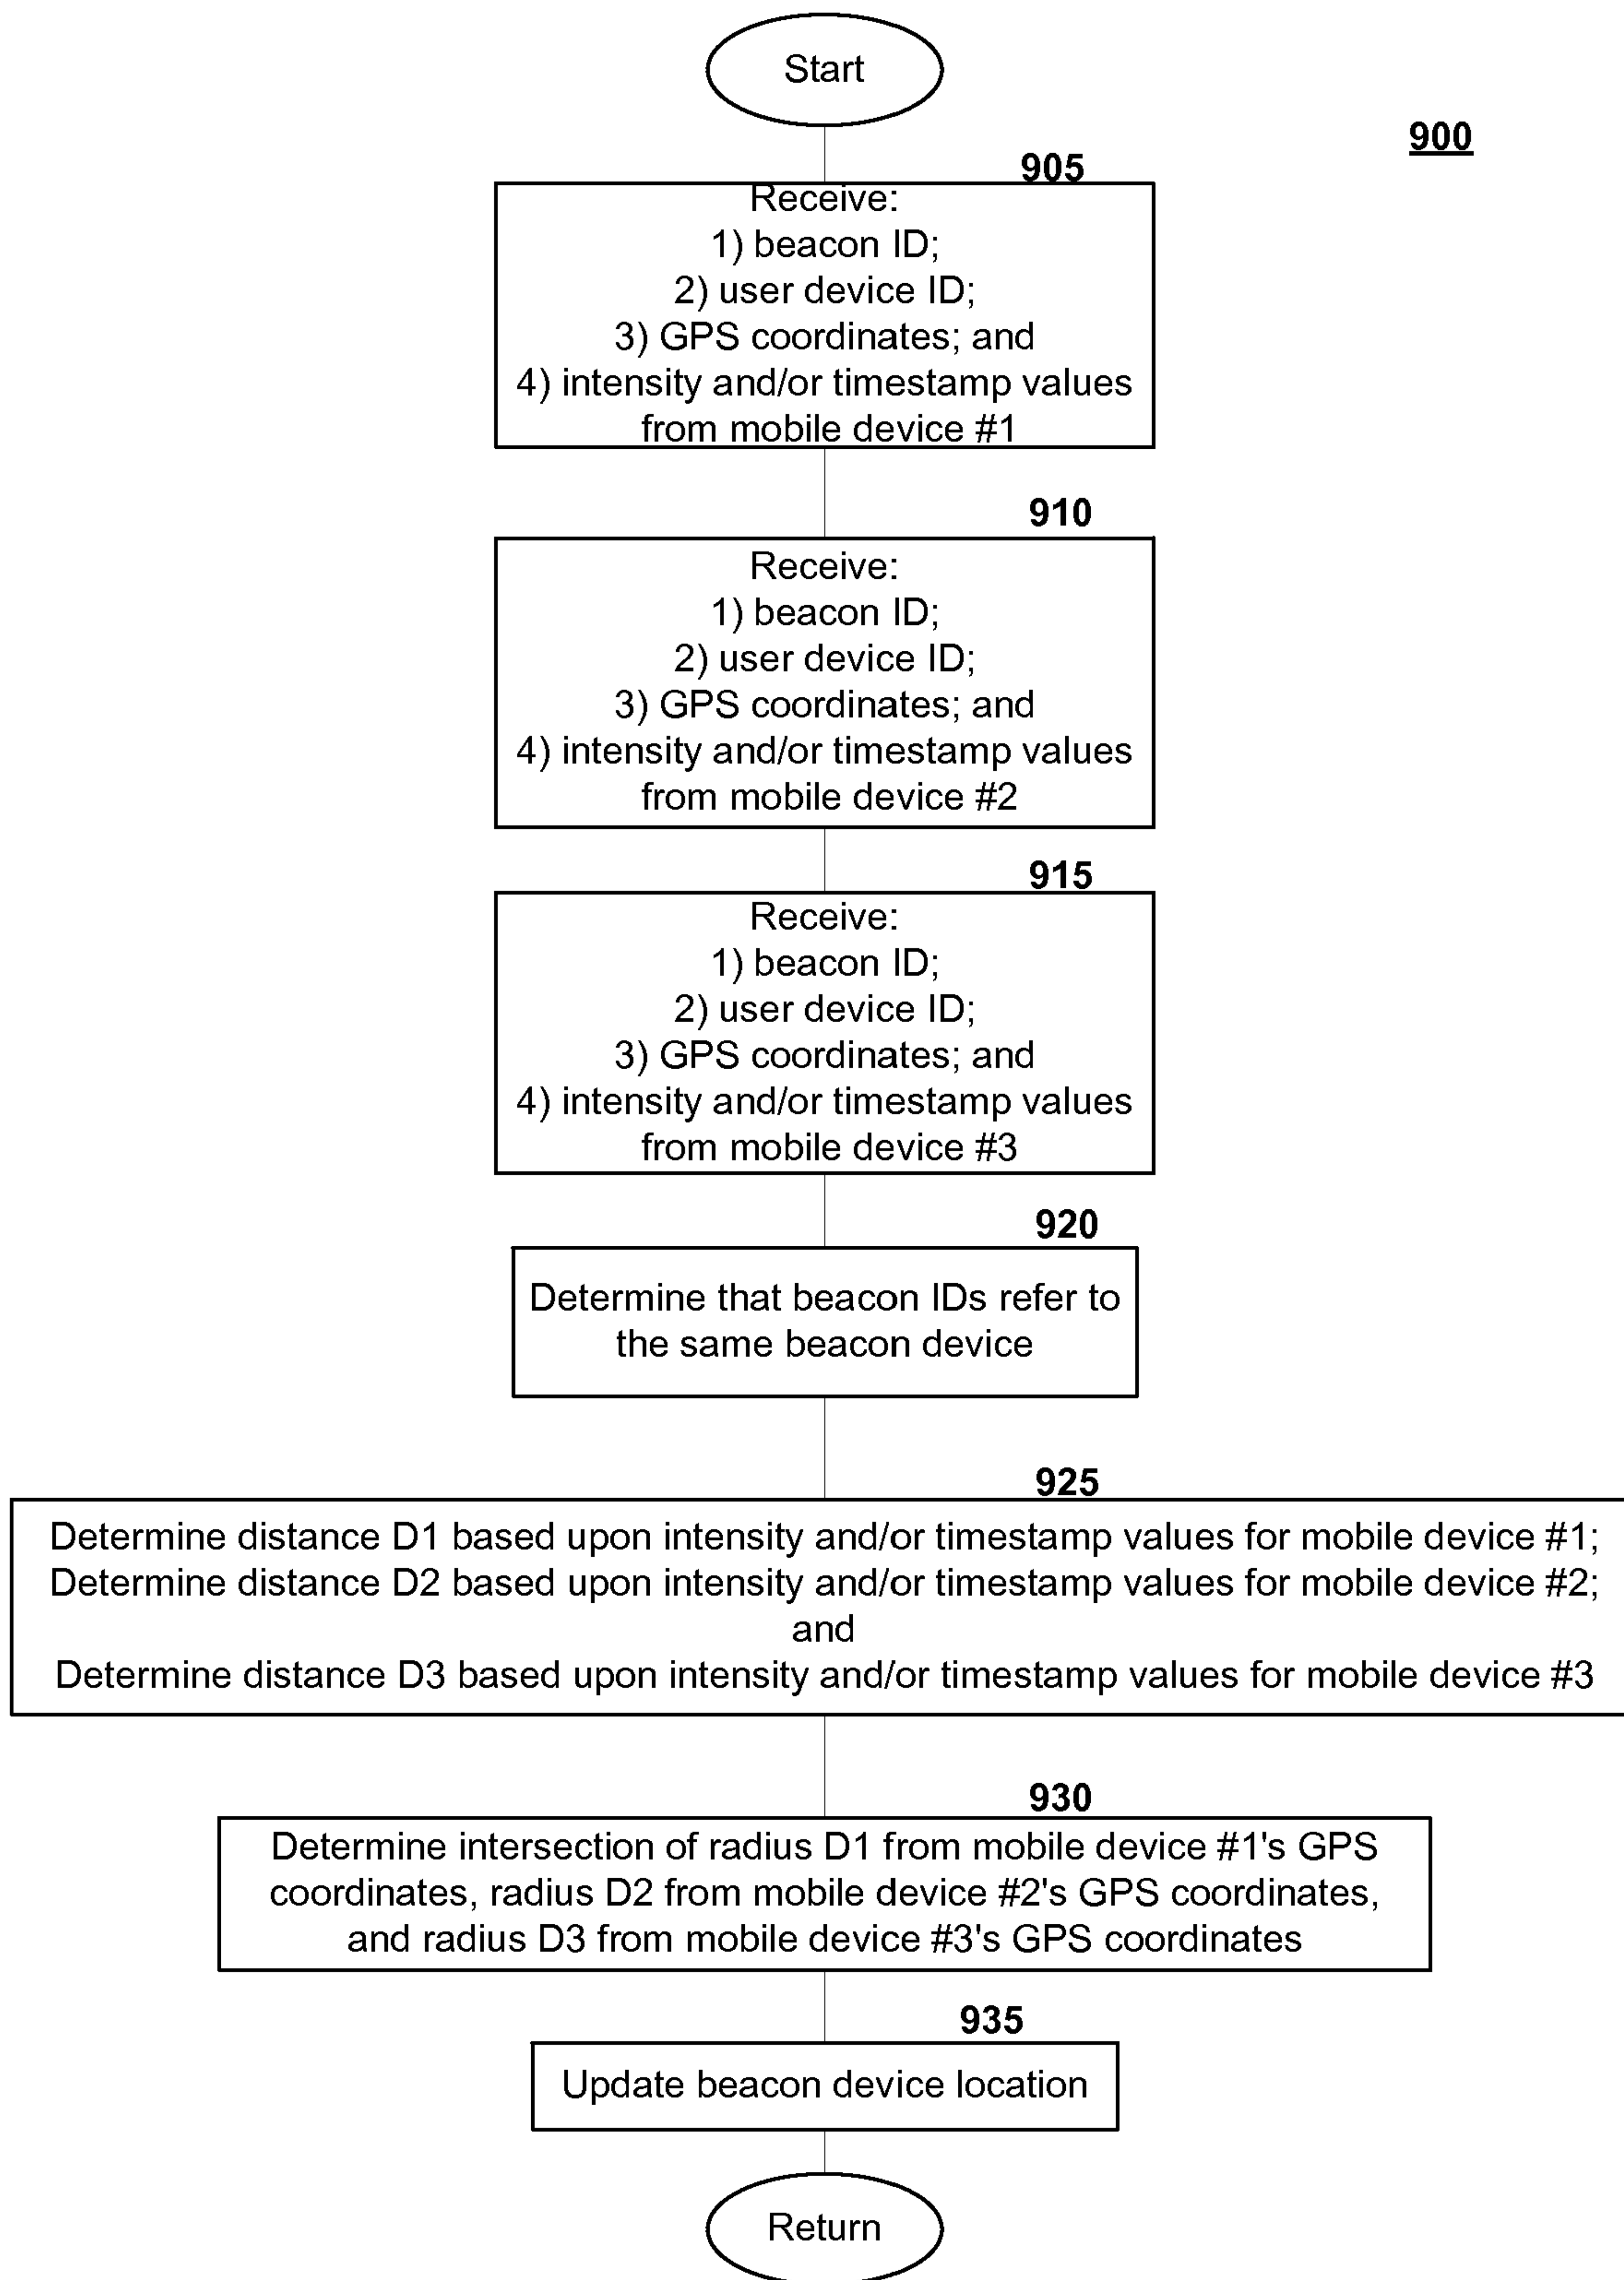 Start
900
905
Receive:
1) beacon ID;
2) user device ID;
3) GPS coordinates; and
4) intensity and/or timestamp values
from mobile device #1
910
Receive:
1) beacon ID;
2) user device ID;
3) GPS coordinates; and
4) intensity and/or timestamp values
from mobile device #2
915
Receive:
1) beacon ID;
2) user device ID;
3) GPS coordinates; and
4) intensity and/or timestamp values
from mobile device #3
920
Determine that beacon IDs refer to
the same beacon device
925
Determine distance D1 based upon intensity and/or timestamp values for mobile device #1;
Determine distance D2 based upon intensity and/or timestamp values for mobile device #2;
and
Determine distance D3 based upon intensity and/or timestamp values for mobile device #3
930
Determine intersection of radius D1 from mobile device #1's GPS
coordinates, radius D2 from mobile device #2's GPS coordinates,
and radius D3 from mobile device #3's GPS coordinates
935
Update beacon device location
Return